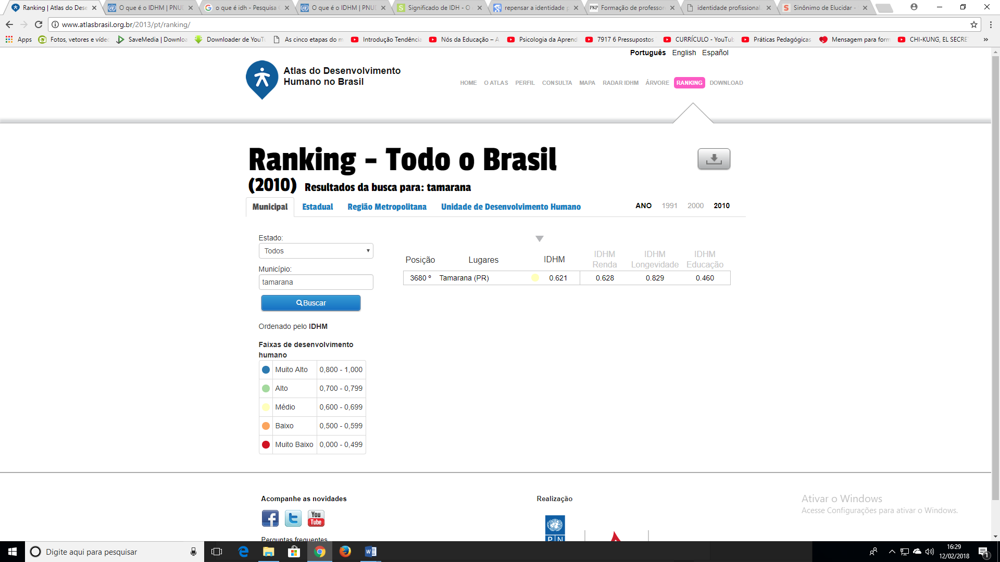 Ranking | Atlas do Dese
O que é o IDHM | PNU
o que é idh - Pesquisa
O que é o IDHM | PNU
Significado de IDH - O
repensar a identidade p
PKP Formação de professor
identidade profissional
S Sinônimo de Elucidar -
www.atlasbrasil.org.br/2013/pt/ranking/
Apps
Fotos, vetores e víde
SaveMedia | Downlo
Downloader de YouT
As cinco etapas do m
Introdução Tendência
Nós da Educação – A
Psicologia da Aprend
7917 6 Pressupostos
CURRÍCULO - YouTub
Práticas Pedagógicas
Mensagem para form
CHI-KUNG, EL SECRE
»
Português English Español
Atlas do Desenvolvimento
Humano no Brasil
HOME O ATLAS PERFIL CONSULTA MAPA RADAR IDHM ÁRVORE RANKING DOWNLOAD
Ranking - Todo o Brasil
(2010) Resultados da busca para: tamarana
Municipal Estadual Região Metropolitana Unidade de Desenvolvimento Humano
ANO 1991 2000 2010
Estado:
Todos
Município:
tamarana
Buscar
Ordenado pelo IDHM
Faixas de desenvolvimento
humano
Muito Alto 0,800 - 1,000
Alto 0,700 - 0,799
Médio 0,600 - 0,699
Baixo 0,500 - 0,599
Muito Baixo 0,000 - 0,499
Posição Lugares IDHM IDHM Renda IDHM Longevidade IDHM Educação
3680 º Tamarana (PR) 0.621 0.628 0.829 0.460
Acompanhe as novidades
You
Tube
Perguntas frequentes
Realização
P N
Ativar o Windows
Acesse Configurações para ativar o Windows.
Digite aqui para pesquisar
16:29
12/02/2018
1